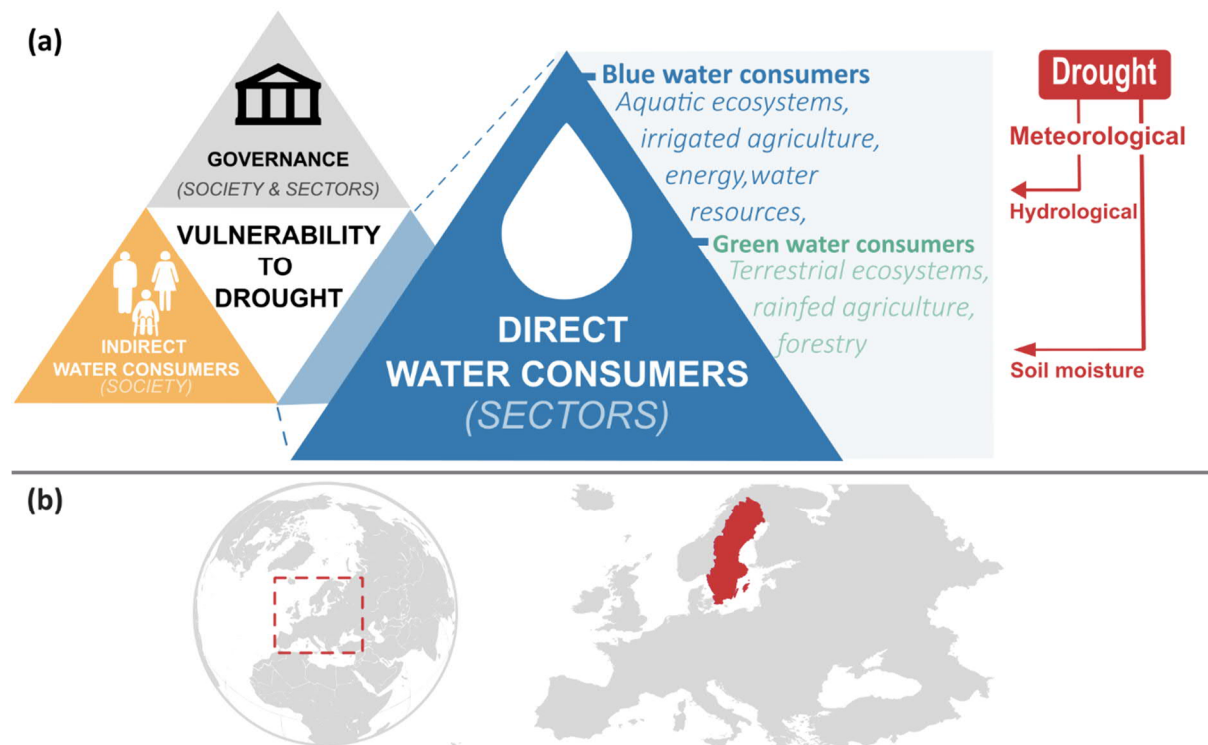 (a)
GOVERNANCE
(SOCIETY & SECTORS)
VULNERABILITY
TO
DROUGHT
INDIRECT
WATER CONSUMERS
(SOCIETY)
DIRECT
WATER CONSUMERS
(SECTORS)
Blue water consumers
Aquatic ecosystems,
irrigated agriculture,
energy,water
resources,
Green water consumers
Terrestrial ecosystems,
rainfed agriculture,
forestry
Drought
Meteorological
Hydrological
Soil moisture
(b)